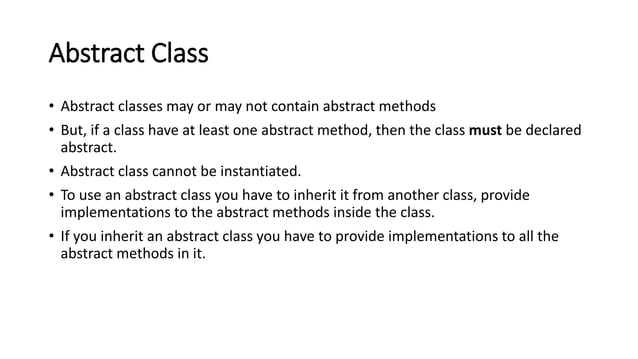 Abstract Class
• Abstract classes may or may not contain abstract methods
• But, if a class have at least one abstract method, then the class must be declared
abstract.
• Abstract class cannot be instantiated.
• To use an abstract class you have to inherit it from another class, provide
implementations to the abstract methods inside the class.
• If you inherit an abstract class you have to provide implementations to all the
abstract methods in it.